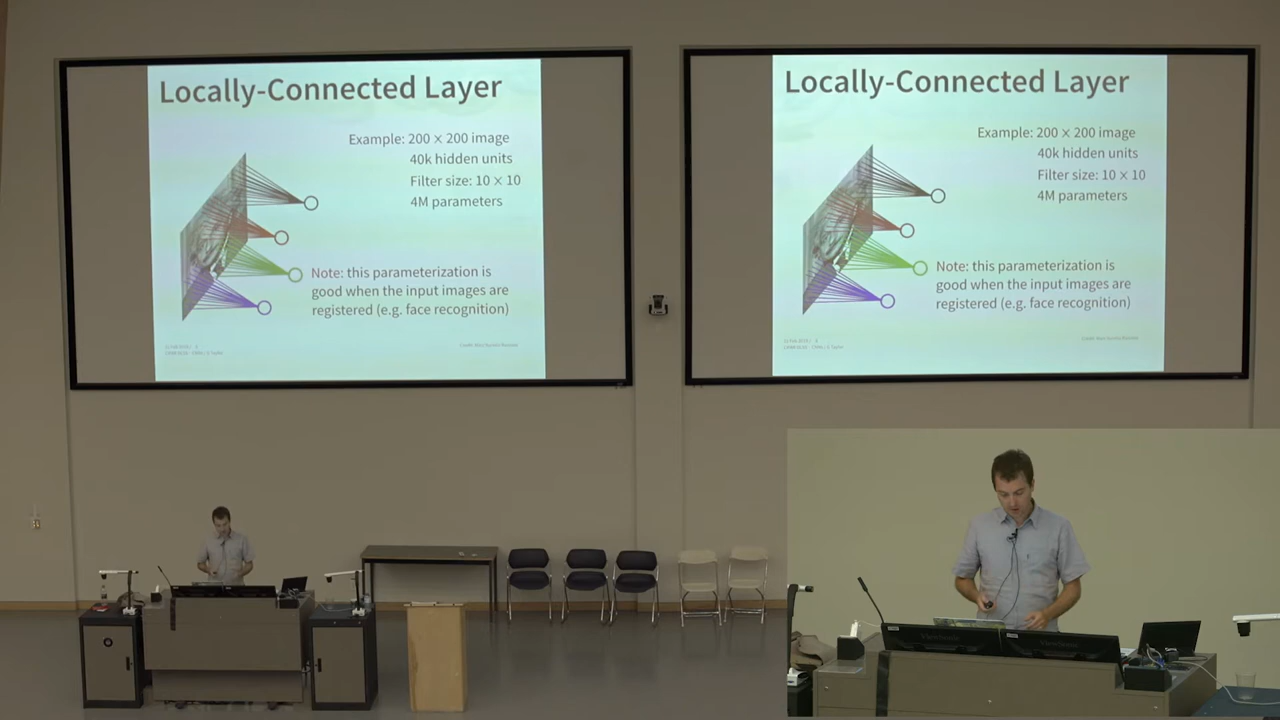 Locally-Connected Layer
Example: 200 × 200 image
40k hidden units
Filter size: 10 × 10
4M parameters
Note: this parameterization is
good when the input images are
registered (e.g. face recognition)
Locally-Connected Layer
Example: 200 × 200 image
40k hidden units
Filter size: 10 × 10
4M parameters
Note: this parameterization is
good when the input images are
registered (e.g. face recognition)